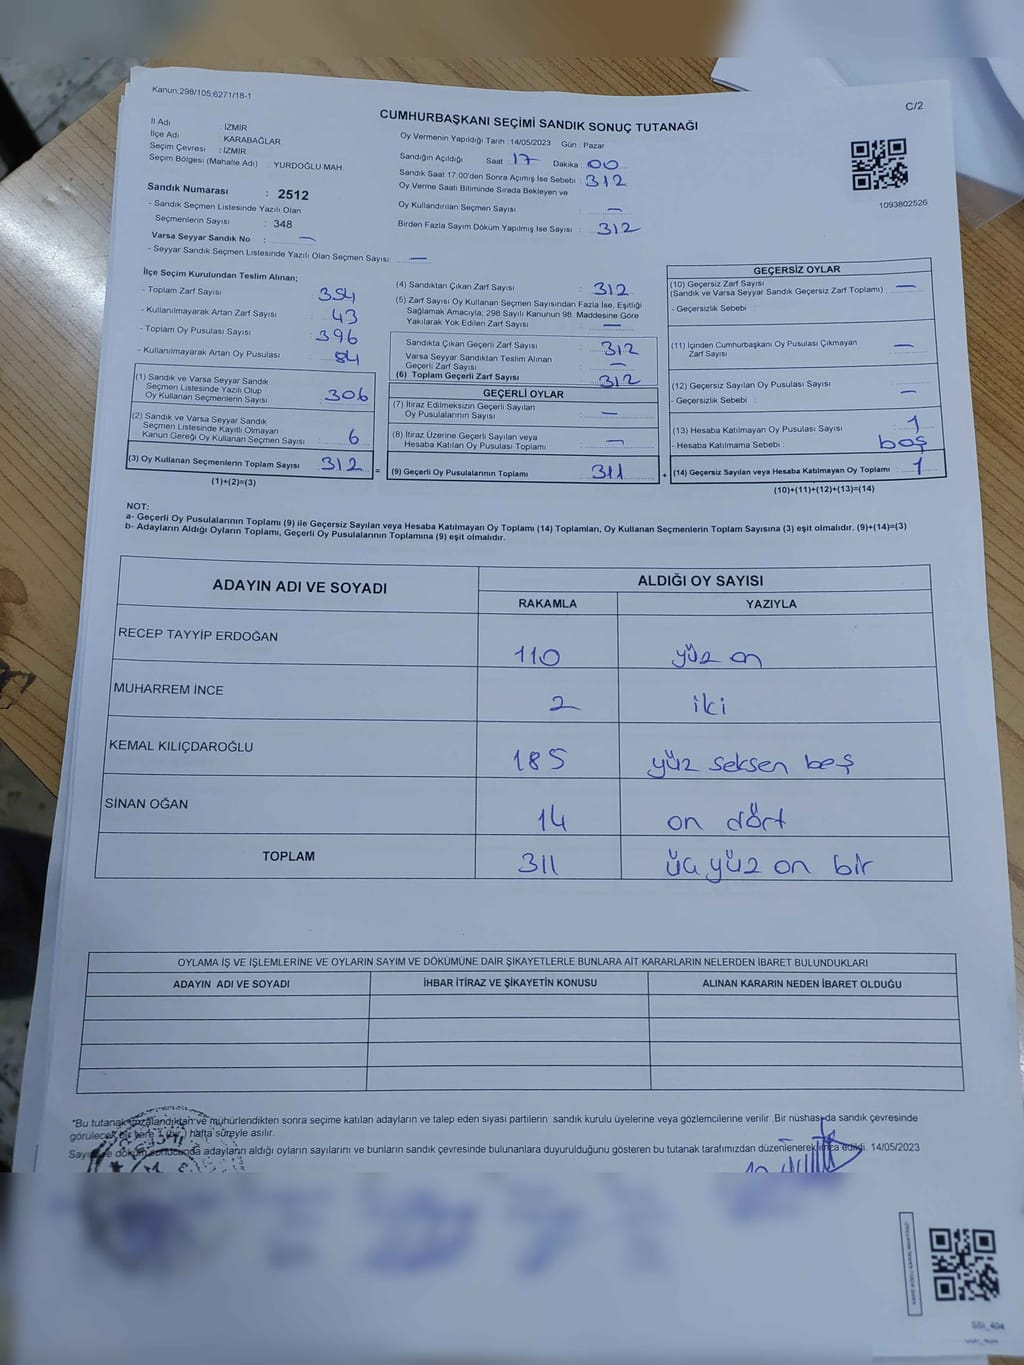 Kanun,298/105,6271/18-1
C/2
CUMHURBAŞKANI SEÇİMİ SANDIK SONUÇ TUTANAĞI
İl Adı : İZMİR
İlçe Adı : KARABAĞLAR
Seçim Çevresi : İZMİR
Seçim Bölgesi (Mahalle Adı) : YURDOĞLU MAH
Oy Vermenin Yapıldığı Tarih :14/05/2023 Gün : Pazar
Sandığın Açıldığı Saat 17 Dakika 00
Sandık Saat 17:00'den Sonra Açımış İse Sebebi : 312
Oy Verme Saati Bitiminde Sırada Bekleyen ve
Oy Kullandırılan Seçmen Sayısı : —
Birden Fazla Sayım Döküm Yapılmış İse Sayısı : 312
1093802526
Sandık Numarası : 2512
- Sandık Seçmen Listesinde Yazılı Olan
Seçmenlerin Sayısı : 348
Varsa Seyyar Sandık No : —
- Seyyar Sandık Seçmen Listesinde Yazılı Olan Seçmen Sayısı: —
İlçe Seçim Kurulundan Teslim Alınan;
- Toplam Zarf Sayısı : 354
- Kullanılmayarak Artan Zarf Sayısı : 43
- Toplam Oy Pusulası Sayısı : 396
- Kullanılmayarak Artan Oy Pusulası : 84
(1) Sandık ve Varsa Seyyar Sandık
Seçmen Listesinde Yazılı Olup
Oy Kullanan Seçmenlerin Sayısı : 306
(2) Sandık ve Varsa Seyyar Sandık
Seçmen Listesinde Kayıtlı Olmayan
Kanun Gereği Oy Kullanan Seçmen Sayısı : 6
(3) Oy Kullanan Seçmenlerin Toplam Sayısı : 312
(1)+(2)=(3)
=
(4) Sandıktan Çıkan Zarf Sayısı : 312
(5) Zarf Sayısı Oy Kullanan Seçmen Sayısından Fazla İse, Eşitliği
Sağlamak Amacıyla; 298 Sayılı Kanunun 98. Maddesine Göre
Yakılarak Yok Edilen Zarf Sayısı : —
Sandıkta Çıkan Geçerli Zarf Sayısı : 312
Varsa Seyyar Sandıktan Teslim Alınan
Geçerli Zarf Sayısı : —
(6) Toplam Geçerli Zarf Sayısı : 312
GEÇERLİ OYLAR
(7) İtiraz Edilmeksizin Geçerli Sayılan
Oy Pusulalarının Sayısı : —
(8) İtiraz Üzerine Geçerli Sayılan veya
Hesaba Katılan Oy Pusulası Toplamı : —
(9) Geçerli Oy Pusulalarının Toplamı : 311
+
GEÇERSİZ OYLAR
(10) Geçersiz Zarf Sayısı : —
(Sandık ve Varsa Seyyar Sandık Geçersiz Zarf Toplamı)
- Geçersizlik Sebebi :
(11) İçinden Cumhurbaşkanı Oy Pusulası Çıkmayan
Zarf Sayısı : —
(12) Geçersiz Sayılan Oy Pusulası Sayısı : —
- Geçersizlik Sebebi :
(13) Hesaba Katılmayan Oy Pusulası Sayısı : 1
- Hesaba Katılmama Sebebi : boş
(14) Geçersiz Sayılan veya Hesaba Katılmayan Oy Toplamı : 1
(10)+(11)+(12)+(13)=(14)
NOT:
a- Geçerli Oy Pusulalarının Toplamı (9) ile Geçersiz Sayılan veya Hesaba Katılmayan Oy Toplamı (14) Toplamları, Oy Kullanan Seçmenlerin Toplam Sayısına (3) eşit olmalıdır. (9)+(14)=(3)
b- Adayların Aldığı Oyların Toplamı, Geçerli Oy Pusulalarının Toplamına (9) eşit olmalıdır.
ADAYIN ADI VE SOYADI ALDIĞI OY SAYISI
RAKAMLA YAZIYLA
RECEP TAYYİP ERDOĞAN 110 yüz on
MUHARREM İNCE 2 iki
KEMAL KILIÇDAROĞLU 185 yüz seksen beş
SİNAN OĞAN 14 on dört
TOPLAM 311 üç yüz on bir
OYLAMA İŞ VE İŞLEMLERİNE VE OYLARIN SAYIM VE DÖKÜMÜNE DAİR ŞİKAYETLERLE BUNLARA AİT KARARLARIN NELERDEN İBARET BULUNDUKLARI
ADAYIN ADI VE SOYADI İHBAR İTİRAZ VE ŞİKAYETİN KONUSU ALINAN KARARIN NEDEN İBARET OLDUĞU
"Bu tutanak imzalandıktan ve mühürlendikten sonra seçime katılan adayların ve talep eden siyasi partilerin sandık kurulu üyelerine veya gözlemcilerine verilir .Bir nüshası da sandık çevresinde
görülecek bir yere 1 (bir ) hafta süreyle asılır.
Sayım ve döküm sonucunda adayların aldığı oyların sayılarını ve bunların sandık çevresinde bulunanlara duyurulduğunu gösteren bu tutanak tarafımızdan düzenlenerek imza edildi. 14/05/2023